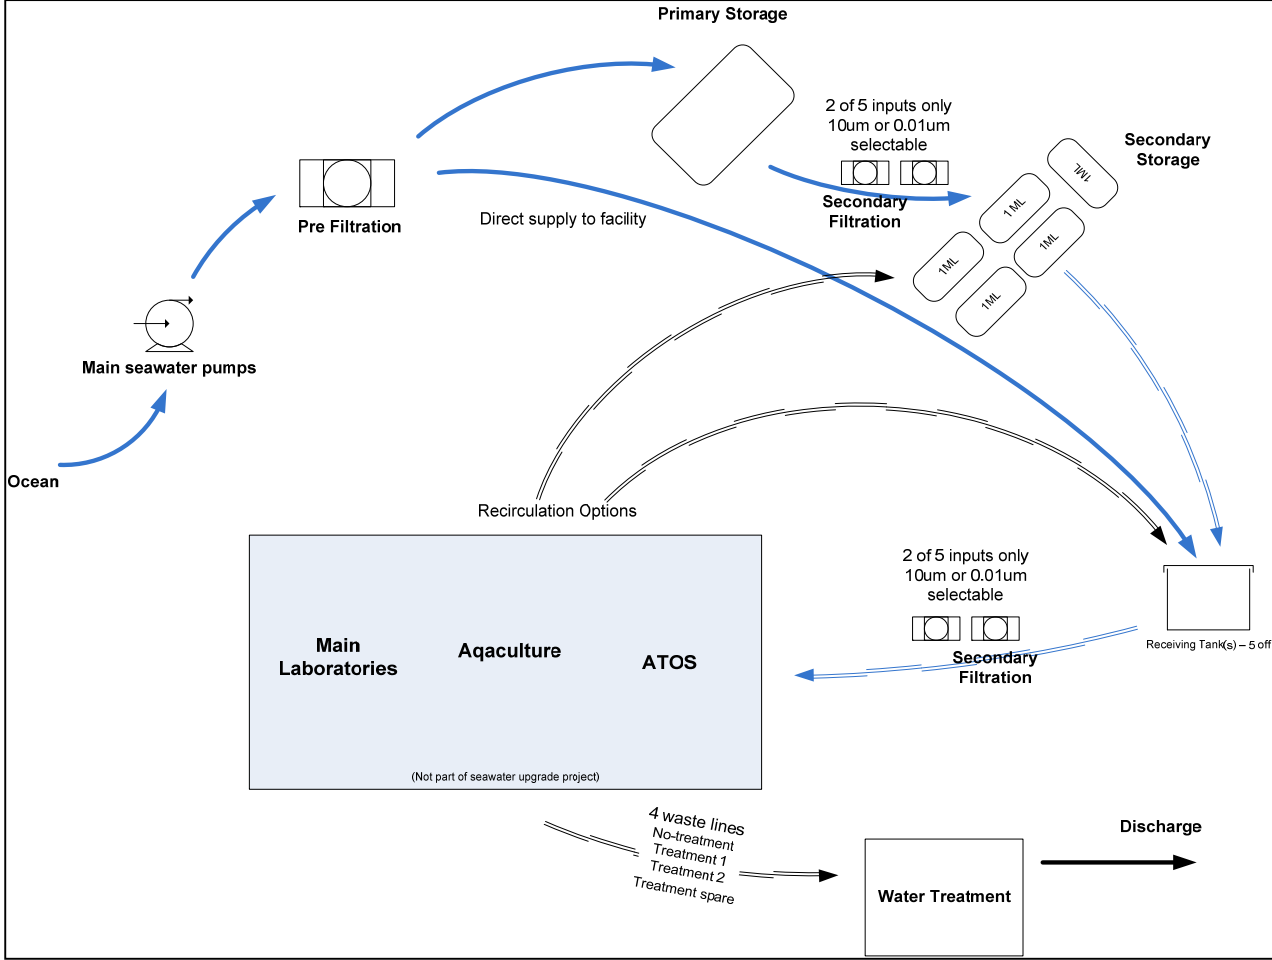 Primary Storage
2 of 5 inputs only
10um or 0.01um
selectable
Secondary
Storage
1ML
1 ML
1ML
1ML
1ML
Secondary
Filtration
Pre Filtration
Direct supply to facility
Main seawater pumps
Ocean
Recirculation Options
2 of 5 inputs only
10um or 0.01um
selectable
Receiving Tank(s) – 5 off
Secondary
Filtration
Main
Laboratories
Aqaculture
ATOS
(Not part of seawater upgrade project)
4 waste lines
No-treatment
Treatment 1
Treatment 2
Treatment spare
Discharge
Water Treatment